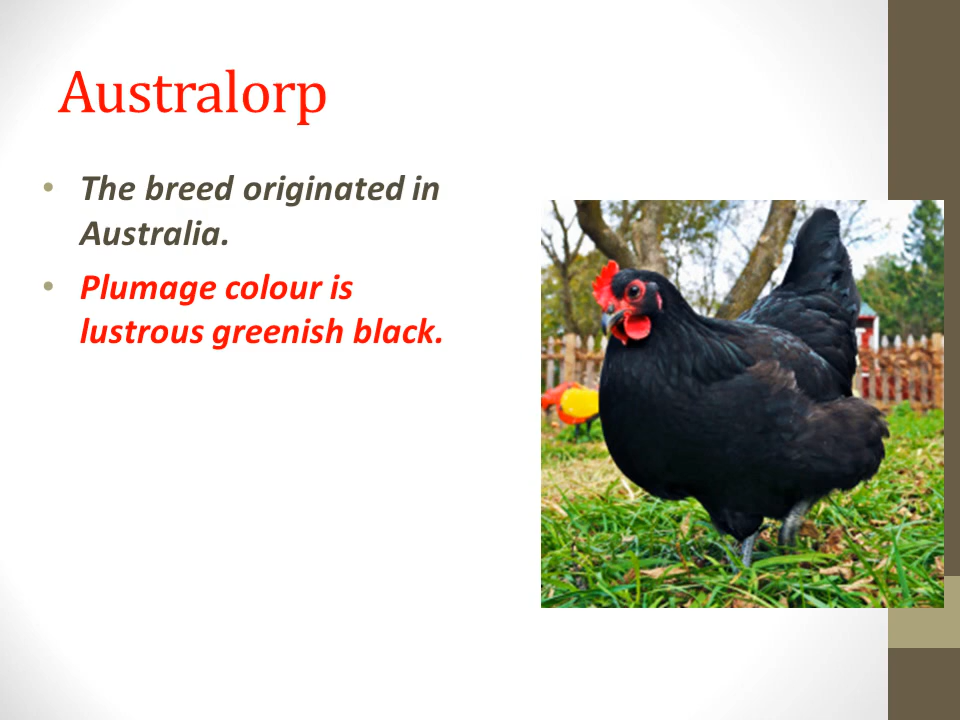 Australorp
• The breed originated in
Australia.
• Plumage colour is
lustrous greenish black.